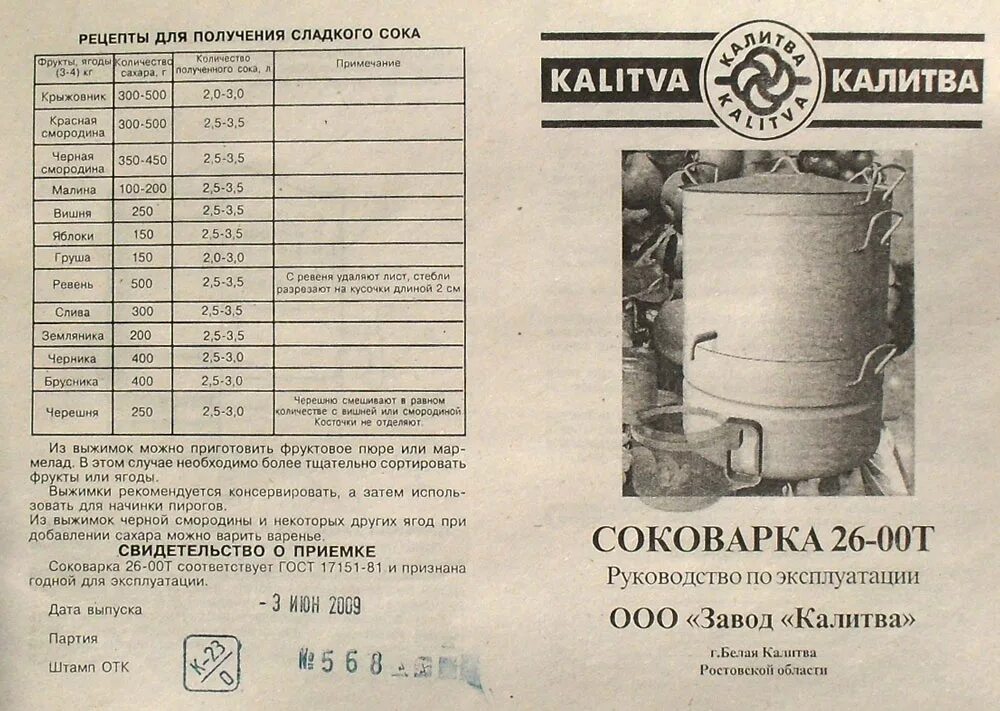 РЕЦЕПТЫ ДЛЯ ПОЛУЧЕНИЯ СЛАДКОГО СОКА
Фрукты, ягоды (3-4) кг | Количество сахара, г | Количество полученного сока, л | Примечание
Крыжовник 300-500 2,0-3,0
Красная смородина 300-500 2,5-3,5
Черная смородина 350-450 2,5-3,5
Малина 100-200 2,5-3,5
Вишня 250 2,5-3,5
Яблоки 150 2,5-3,5
Груша 150 2,0-3,0
Ревень 500 2,5-3,5 С ревеня удаляют лист, стебли разрезают на кусочки длиной 2 см
Слива 300 2,5-3,5
Земляника 200 2,5-3,5
Черника 400 2,5-3,0
Брусника 400 2,5-3,0
Черешня 250 2,5-3,0 Черешню смешивают в равном количестве с вишней или смородиной. Косточки не отделяют.
Из выжимок можно приготовить фруктовое пюре или мар-
мелад. В этом случае необходимо более тщательно сортировать
фрукты или ягоды.
Выжимки рекомендуется консервировать, а затем исполь-
зовать для начинки пирогов.
Из выжимок черной смородины и некоторых других ягод при
добавлении сахара можно варить варенье.
СВИДЕТЕЛЬСТВО О ПРИЕМКЕ
Соковарка 26-00Т соответствует ГОСТ 17151-81 и признана
годной для эксплуатации.
Дата выпуска - 3 ИЮН 2009
Партия
Штамп ОТК К-23 О № 568
KALITVA КАЛИТВА KALITVA КАЛИТВА
СОКОВАРКА 26-00Т
Руководство по эксплуатации
ООО «Завод «Калитва»
г.Белая Калитва
Ростовской области